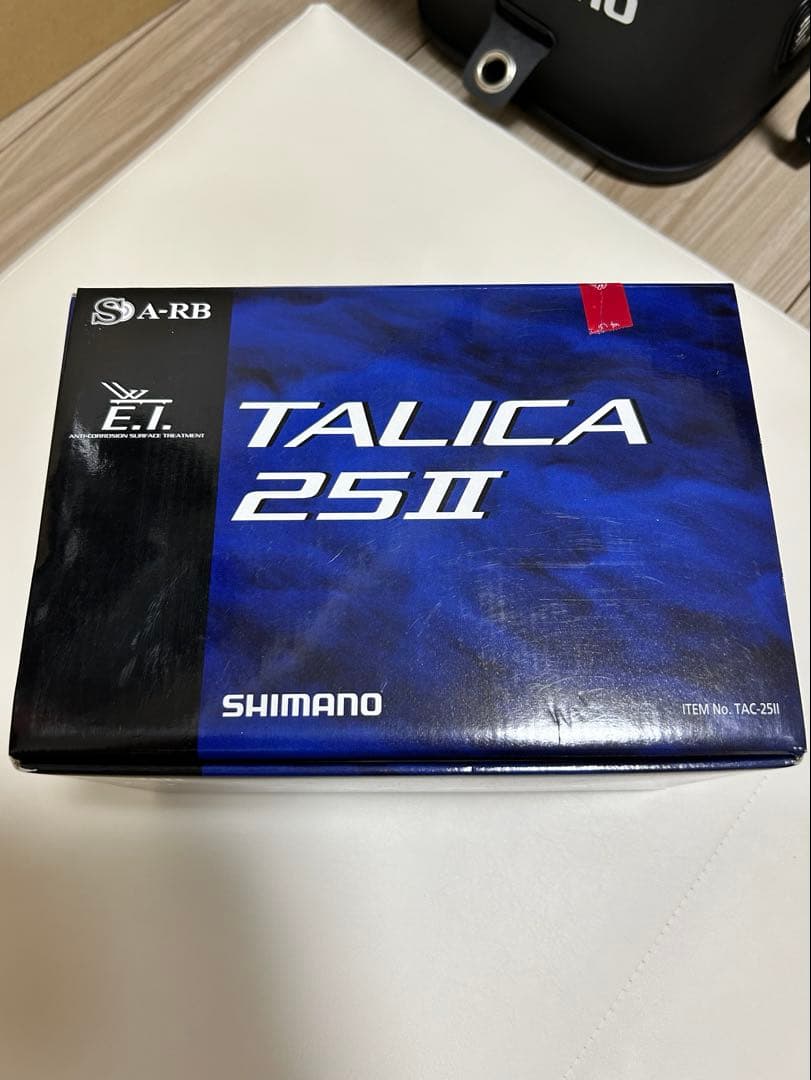 A-RB
E.I.
ANTI-CORROSION SURFACE TREATMENT
TALICA
25II
SHIMANO
ITEM No. TAC-25II